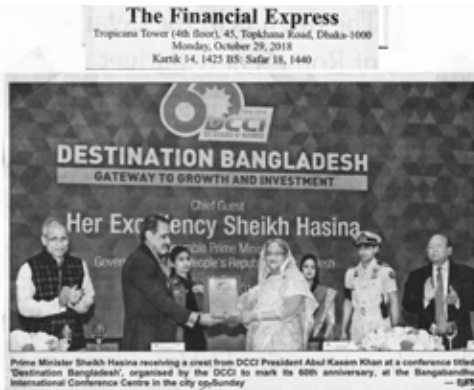 The Financial Express
Tropicana Tower (4th floor), 45, Topkhana Road, Dhaka-1000
Monday, October 29, 2018
Kartik 14, 1425 BS: Safar 18, 1440
60
DCCI
DESTINATION BANGLADESH
GATEWAY TO GROWTH AND INVESTMENT
Chief Guest
Her Excellency Sheikh Hasina
Prime Minister Sheikh Hasina receiving a crest from DCCI President Abul Kasem Khan at a conference titled
'Destination Bangladesh', organised by the DCCI to mark its 60th anniversary, at the Bangabandhu
International Conference Centre in the city on Sunday